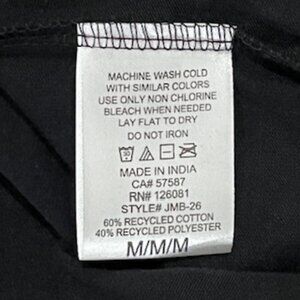 MACHINE WASH COLD
WITH SIMILAR COLORS
USE ONLY NON CHLORINE
BLEACH WHEN NEEDED
LAY FLAT TO DRY
DO NOT IRON
MADE IN INDIA
CA# 57587
RN# 126081
STYLE# JMB-26
60% RECYCLED COTTON
40% RECYCLED POLYESTER
M/M/M